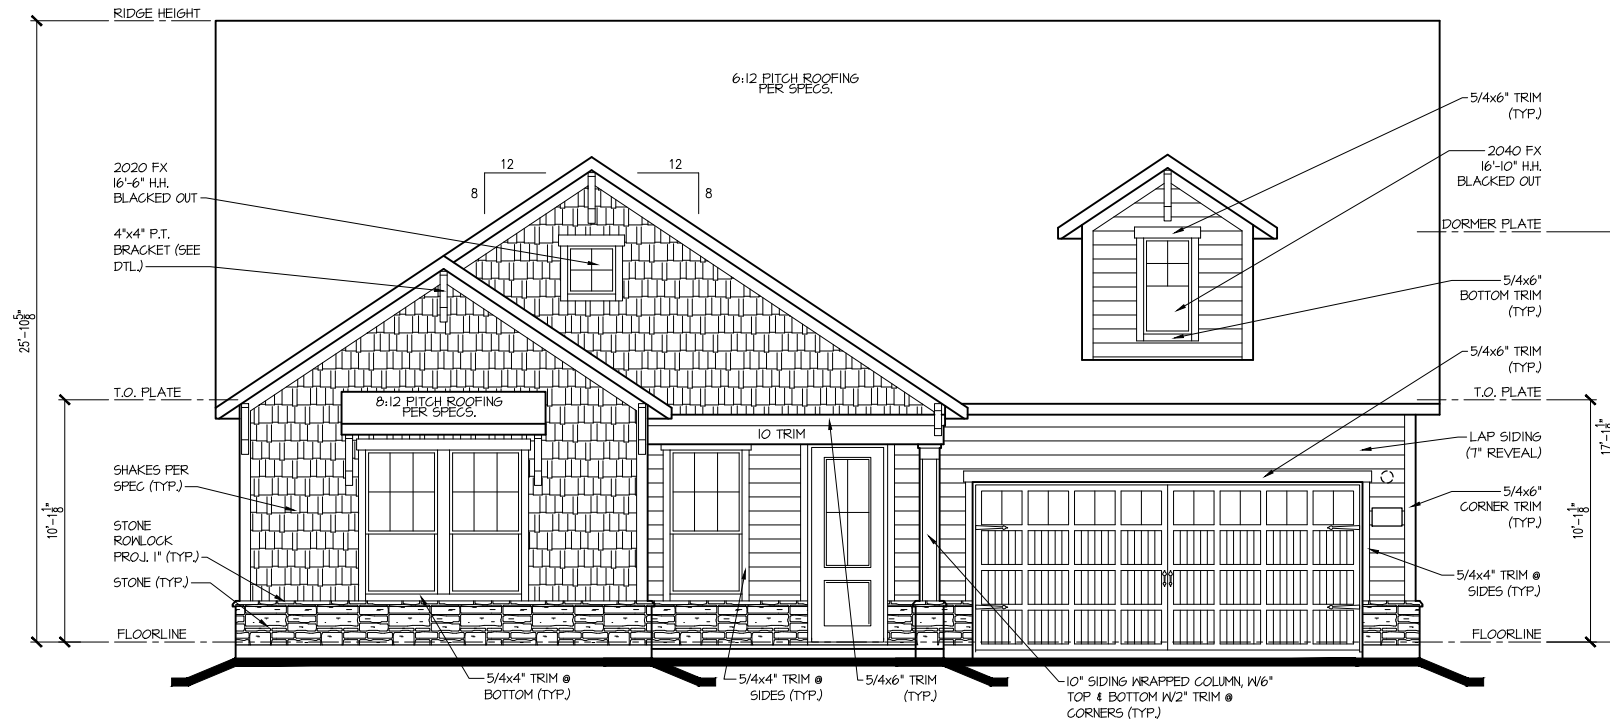 RIDGE HEIGHT
6:12 PITCH ROOFING
PER SPECS.
5/4x6" TRIM
(TYP.)
2020 FX
16'-6" H.H.
BLACKED OUT
12
8
12
8
2040 FX
16'-10" H.H.
BLACKED OUT
4"x4" P.T.
BRACKET (SEE
DTL.)
DORMER PLATE
5/4x6"
BOTTOM TRIM
(TYP.)
25'-10 5/8"
5/4x6" TRIM
(TYP.)
T.O. PLATE
8:12 PITCH ROOFING
PER SPECS.
T.O. PLATE
10 TRIM
17'-1 1/8"
LAP SIDING
(7" REVEAL)
SHAKES PER
SPEC (TYP.)
5/4x6"
CORNER TRIM
(TYP.)
10'-1 1/8"
10'-1 1/8"
STONE
ROWLOCK
PROJ. 1" (TYP.)
STONE (TYP.)
5/4x4" TRIM @
SIDES (TYP.)
FLOORLINE
FLOORLINE
5/4x4" TRIM @
BOTTOM (TYP.)
5/4x4" TRIM @
SIDES (TYP.)
5/4x6" TRIM
(TYP.)
10" SIDING WRAPPED COLUMN, W/6"
TOP & BOTTOM W/2" TRIM @
CORNERS (TYP.)